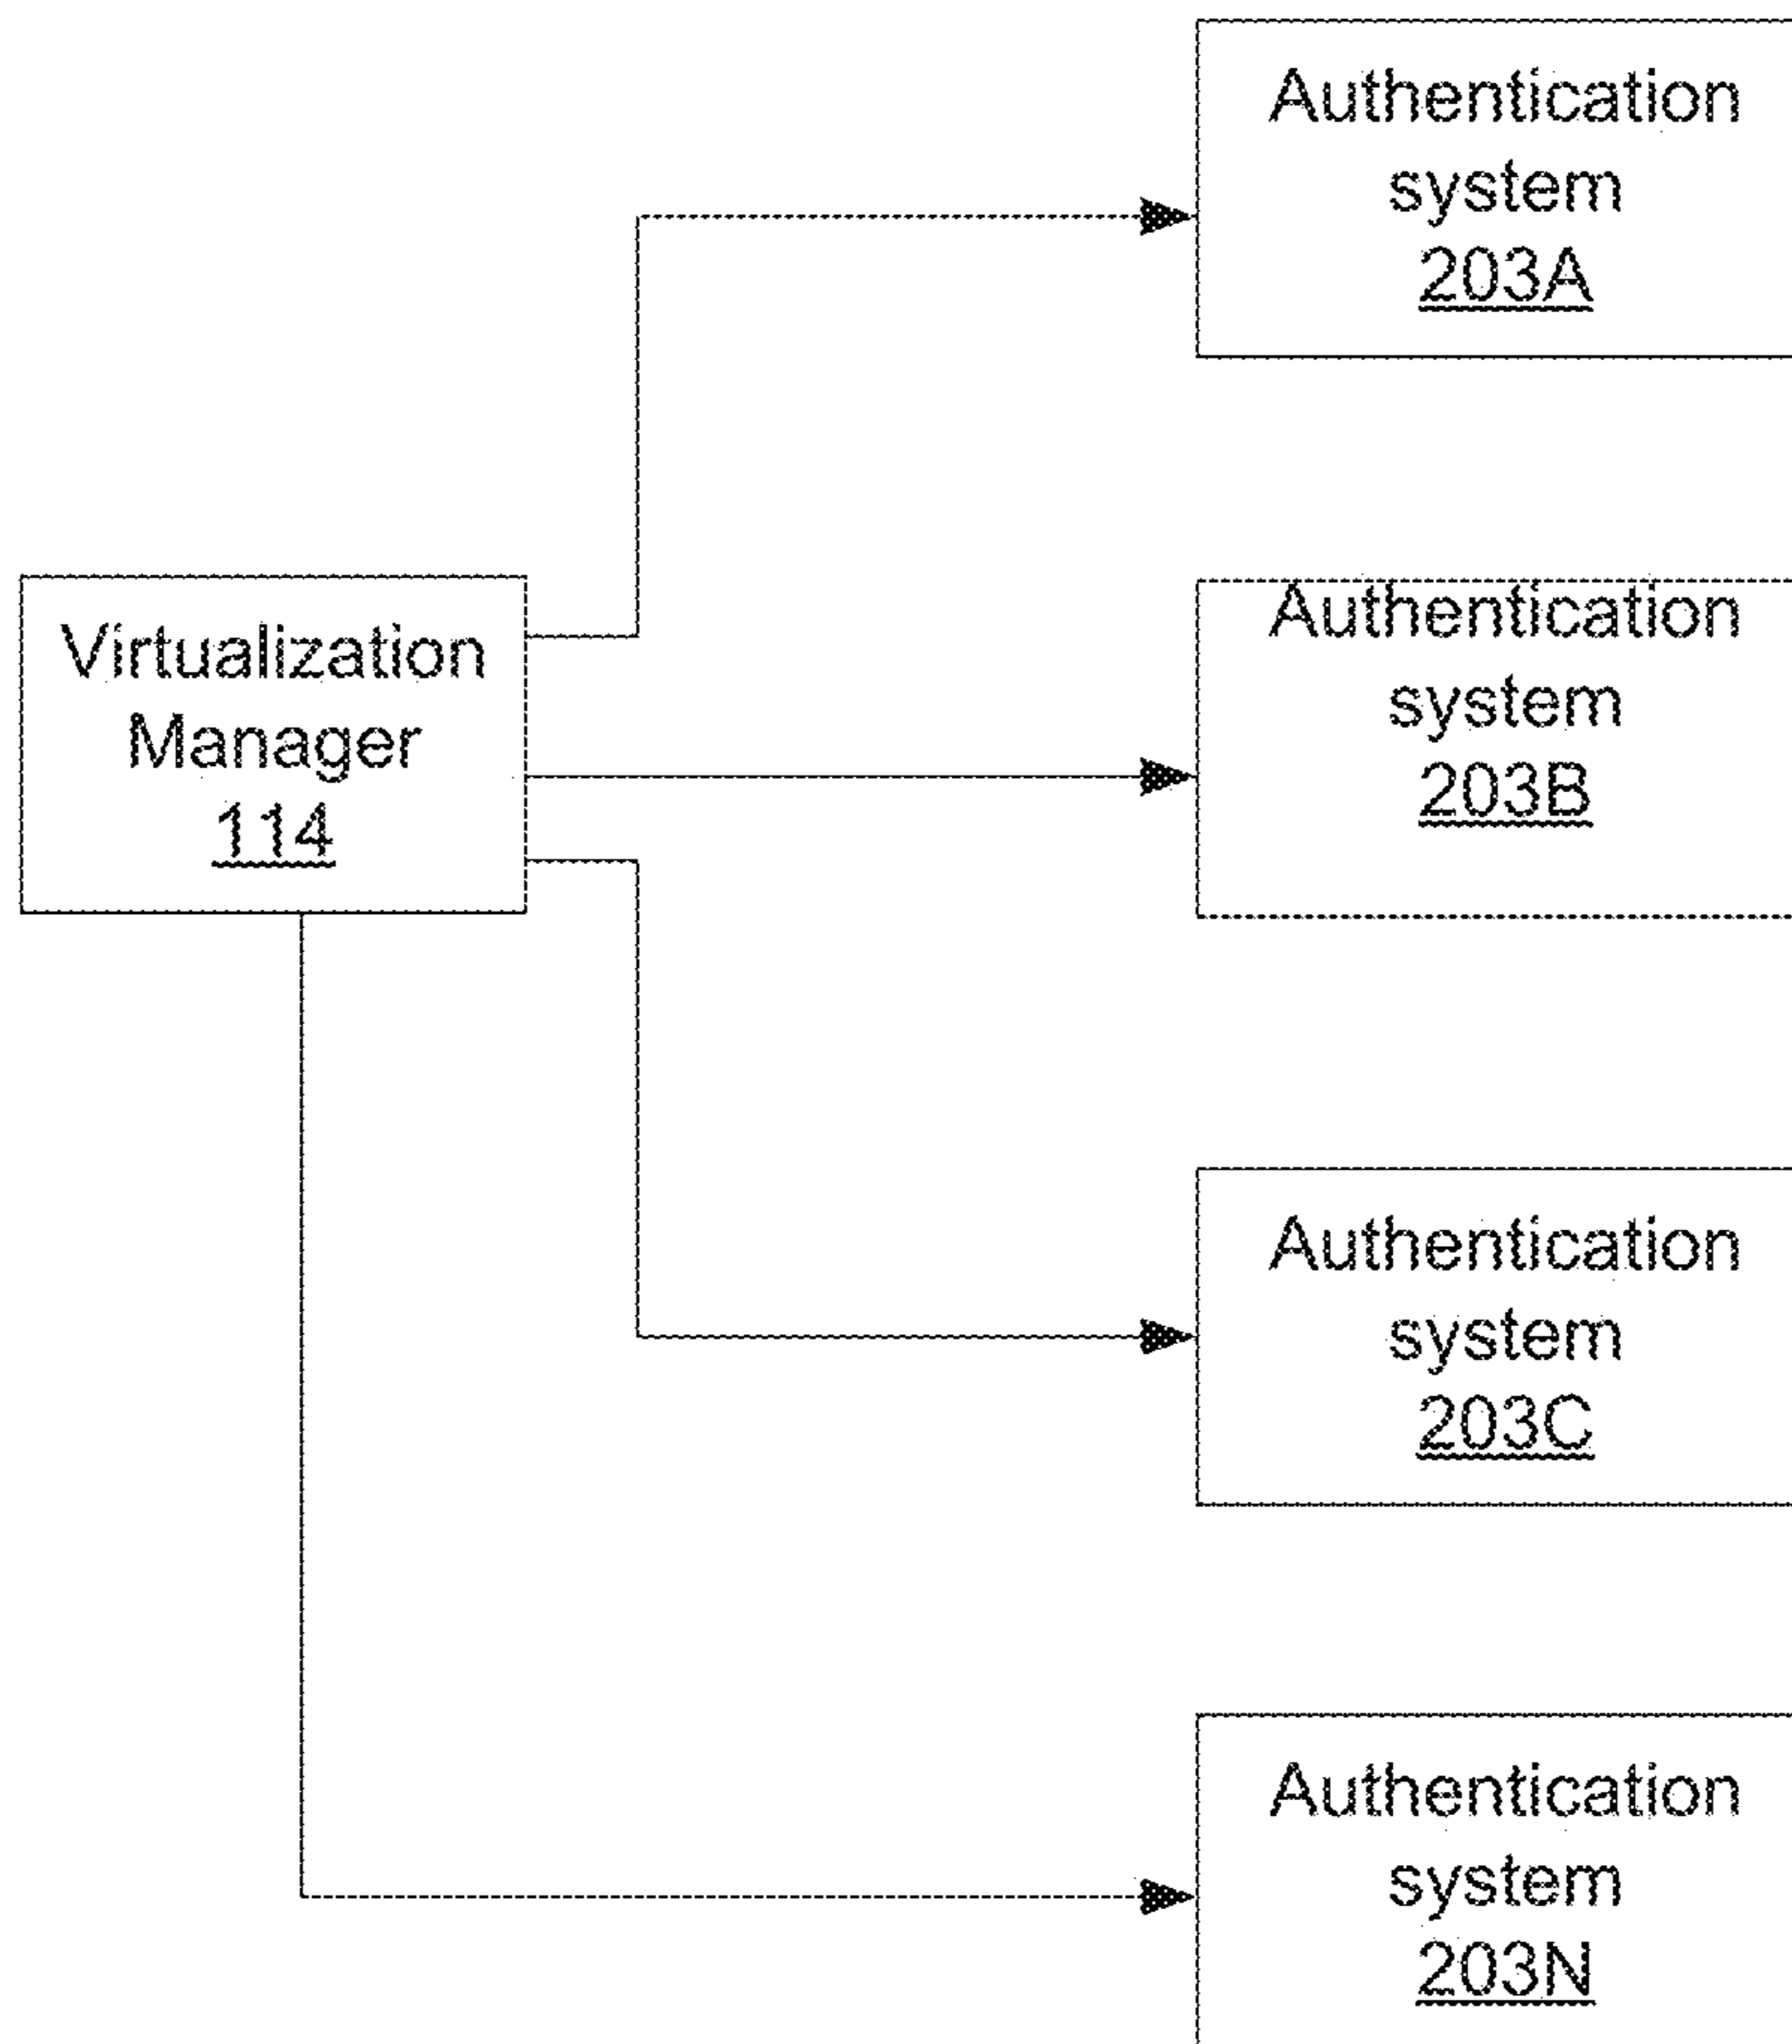 Authentication
system
203A
Virtualization
Manager
114
Authentication
system
203B
Authentication
system
203C
Authentication
system
203N